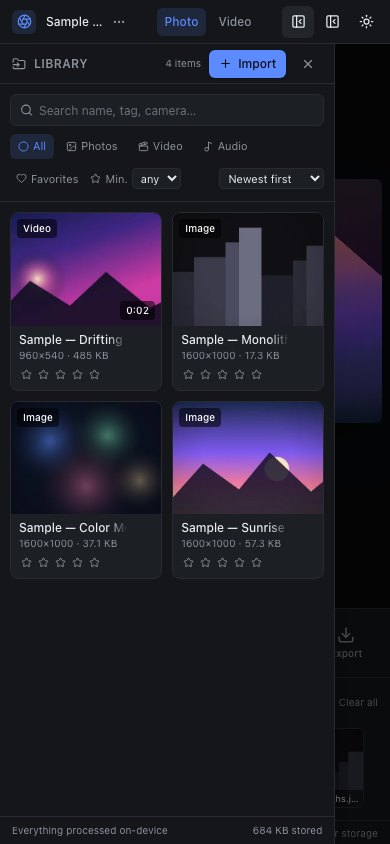 Sample ... Photo Video
LIBRARY 4 items Import
Search name, tag, camera...
All Photos Video Audio
Favorites Min. any Newest first
Video Image
0:02
Sample — Drifting Sample — Monolith
960×540 · 485 KB 1600×1000 · 17.3 KB
Image Image
Sample — Color Sample — Sunrise
1600×1000 · 37.1 KB 1600×1000 · 57.3 KB
xport
Clear all
hs.j...
Everything processed on-device 684 KB stored
r storage